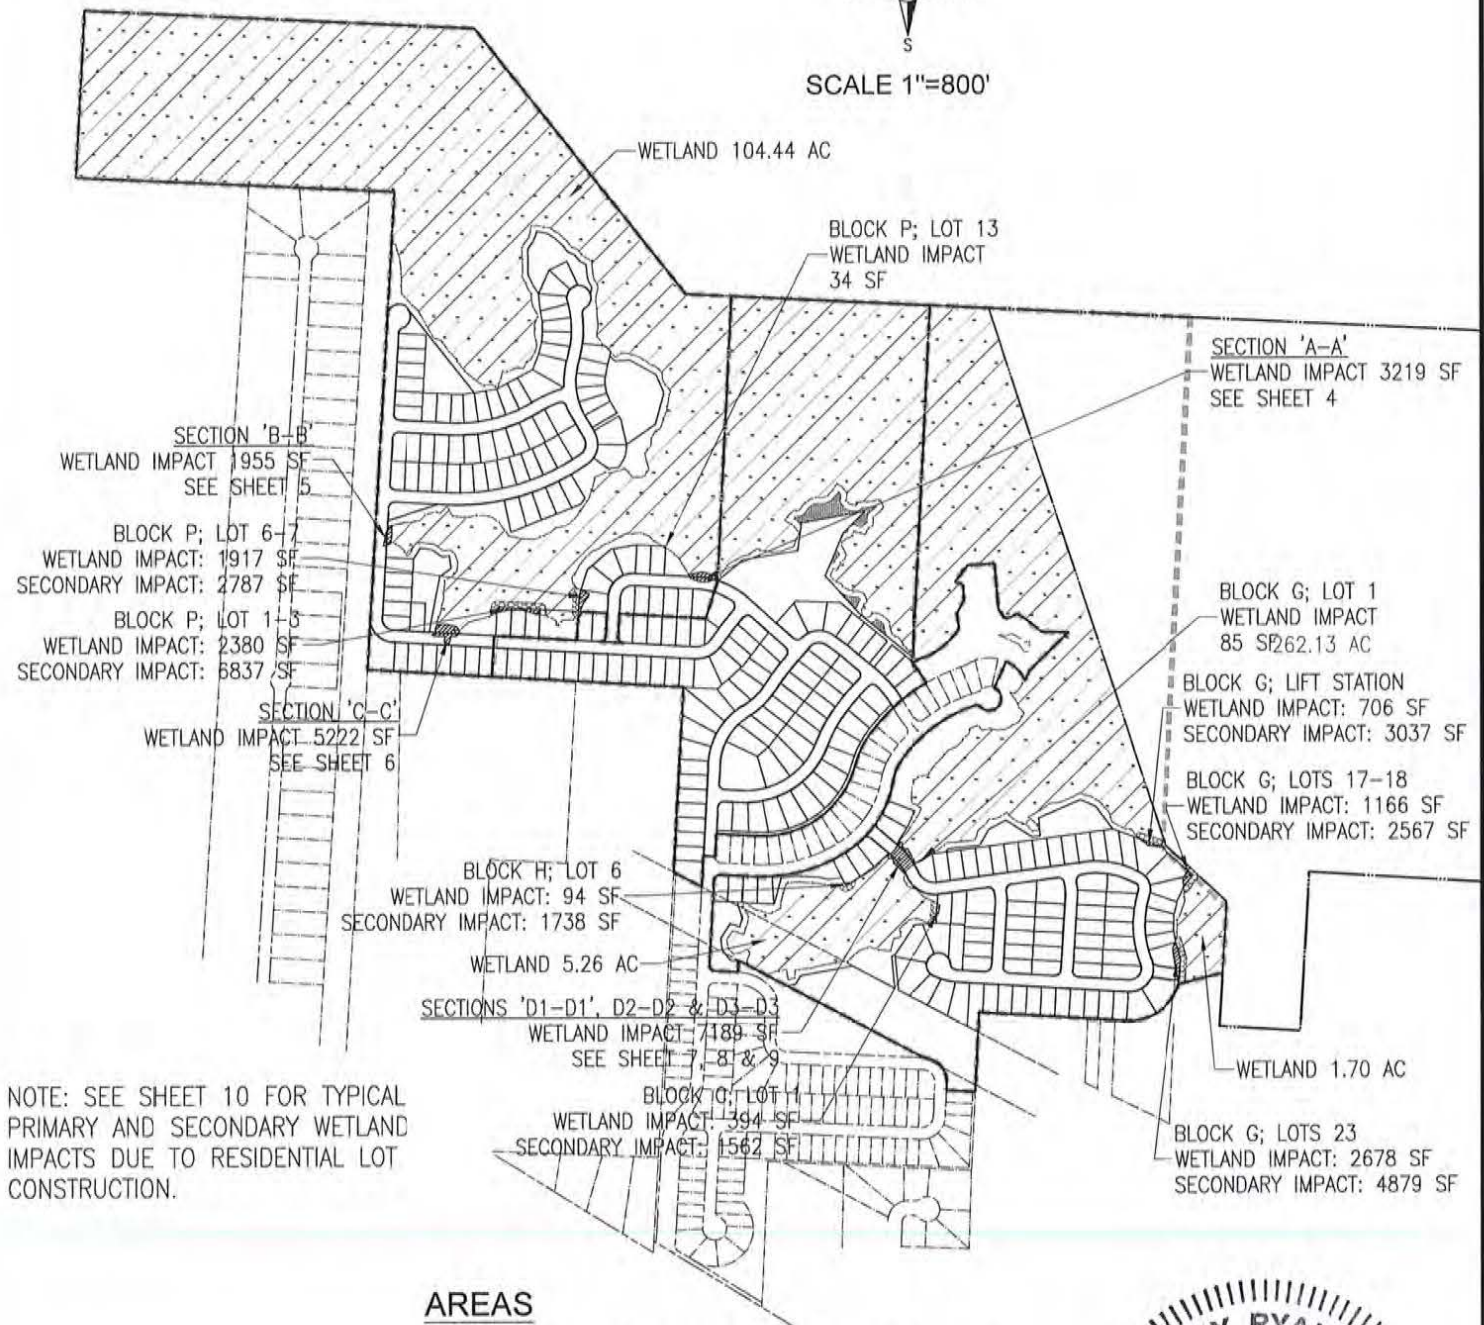 S
SCALE 1"=800'
WETLAND 104.44 AC
BLOCK P; LOT 13
WETLAND IMPACT
34 SF
SECTION 'A-A'
WETLAND IMPACT 3219 SF
SEE SHEET 4
SECTION 'B-B'
WETLAND IMPACT 1955 SF
SEE SHEET 5
BLOCK P; LOT 6-7
WETLAND IMPACT: 1917 SF
SECONDARY IMPACT: 2787 SF
BLOCK P; LOT 1-3
WETLAND IMPACT: 2380 SF
SECONDARY IMPACT: 6837 SF
SECTION 'C-C'
WETLAND IMPACT 5222 SF
SEE SHEET 6
BLOCK G; LOT 1
WETLAND IMPACT
85 SF
262.13 AC
BLOCK G; LIFT STATION
WETLAND IMPACT: 706 SF
SECONDARY IMPACT: 3037 SF
BLOCK G; LOTS 17-18
WETLAND IMPACT: 1166 SF
SECONDARY IMPACT: 2567 SF
BLOCK H; LOT 6
WETLAND IMPACT: 94 SF
SECONDARY IMPACT: 1738 SF
WETLAND 5.26 AC
SECTIONS 'D1-D1', D2-D2 & D3-D3
WETLAND IMPACT 7189 SF
SEE SHEET 7, 8 & 9
BLOCK LOT 1
WETLAND IMPACT: 394 SF
SECONDARY IMPACT: 1562 SF
WETLAND 1.70 AC
BLOCK G; LOTS 23
WETLAND IMPACT: 2678 SF
SECONDARY IMPACT: 4879 SF
NOTE: SEE SHEET 10 FOR TYPICAL
PRIMARY AND SECONDARY WETLAND
IMPACTS DUE TO RESIDENTIAL LOT
CONSTRUCTION.
AREAS